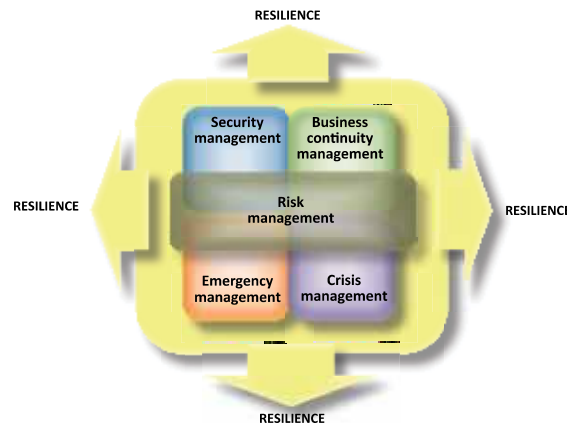 RESILIENCE
Security
management
Business
continuity
management
RESILIENCE
Risk
management
RESILIENCI
Emergency
management
Crisis
management
RESILIENCE